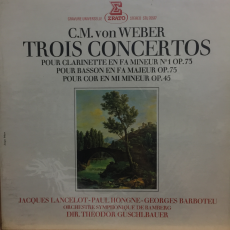 ERATO
C.M. von WEBER
TROIS CONCERTOS
POUR CLARINETTE EN FA MINEUR N°1 OP. 73
POUR BASSON EN FA MAJEUR OP. 75
POUR COR EN MI MINEUR OP. 45
JACQUES LANCELOT - PAUL HONGNE - GEORGES BARBOTEU
ORCHESTRE SYMPHONIQUE DE BAMBERG
DIR. THEODOR GUSCHLBAUER